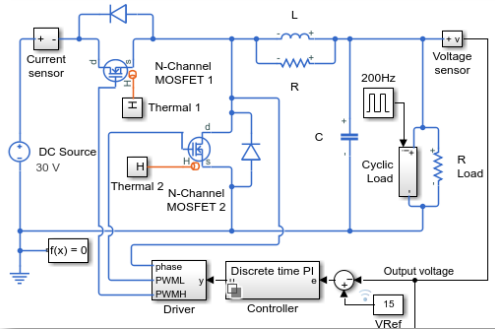 L
+ -
Current
sensor
d
s
H
N-Channel
MOSFET 1
- +
+ v
Voltage
sensor
- +
R
200Hz
H
Thermal 1
+
-
DC Source
30 V
d
H
s
C
+
-
+
-
Cyclic
Load
+
-
R
Load
H
Thermal 2
N-Channel
MOSFET 2
f(x) = 0
phase
PWML
PWMH
y
Driver
Discrete time PI
y
e
Controller
-
+
Output voltage
15
VRef